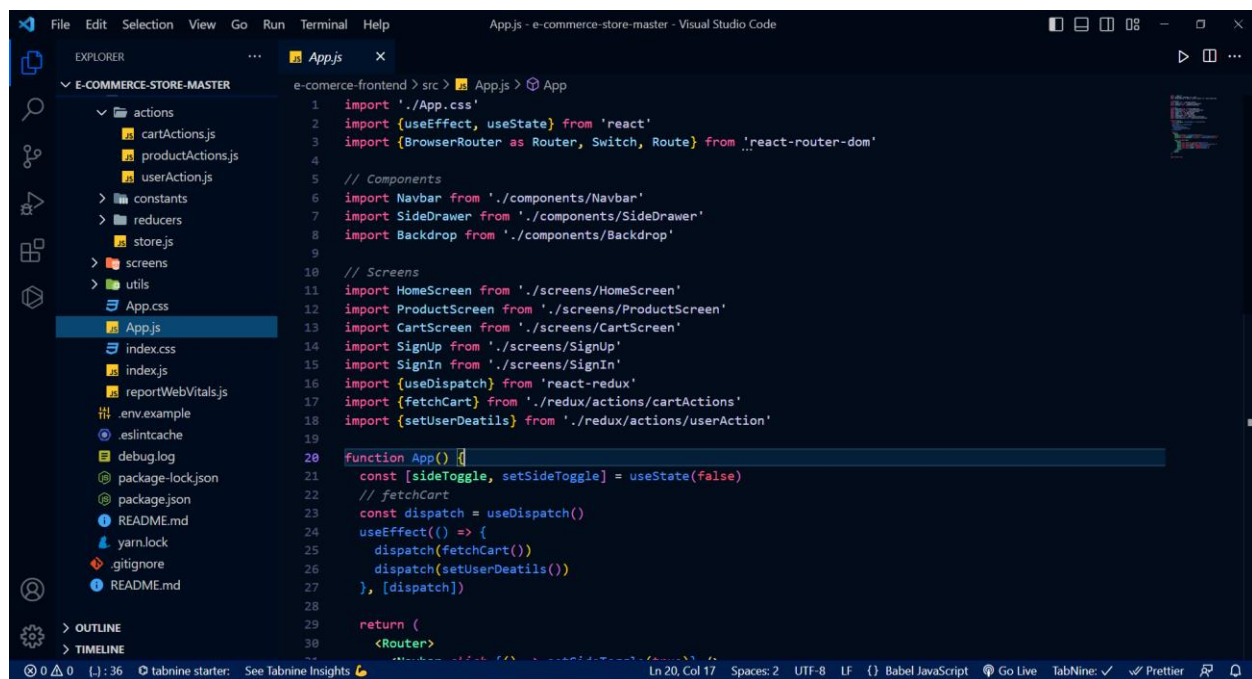 File Edit Selection View Go Run Terminal Help App.js - e-commerce-store-master - Visual Studio Code
EXPLORER
E-COMMERCE-STORE-MASTER
actions
cartActions.js
productActions.js
userAction.js
constants
reducers
store.js
screens
utils
App.css
App.js
index.css
index.js
reportWebVitals.js
.env.example
.eslintcache
debug.log
package-lock.json
package.json
README.md
yarn.lock
.gitignore
README.md
OUTLINE
TIMELINE
App.js
e-comerce-frontend > src > App.js > App
1 import './App.css'
2 import {useEffect, useState} from 'react'
3 import {BrowserRouter as Router, Switch, Route} from 'react-router-dom'
4
5 // Components
6 import Navbar from './components/Navbar'
7 import SideDrawer from './components/SideDrawer'
8 import Backdrop from './components/Backdrop'
9
10 // Screens
11 import HomeScreen from './screens/HomeScreen'
12 import ProductScreen from './screens/ProductScreen'
13 import CartScreen from './screens/CartScreen'
14 import SignUp from './screens/SignUp'
15 import SignIn from './screens/SignIn'
16 import {useDispatch} from 'react-redux'
17 import {fetchCart} from './redux/actions/cartActions'
18 import {setUserDeatils} from './redux/actions/userAction'
19
20 function App() {
21 const [sideToggle, setSideToggle] = useState(false)
22 // fetchCart
23 const dispatch = useDispatch()
24 useEffect(() => {
25 dispatch(fetchCart())
26 dispatch(setUserDeatils())
27 }, [dispatch])
28
29 return (
30 <Router>
0 0 {..} : 36 tabnine starter: See Tabnine Insights Ln 20, Col 17 Spaces: 2 UTF-8 LF {} Babel JavaScript Go Live TabNine: ✓ Prettier